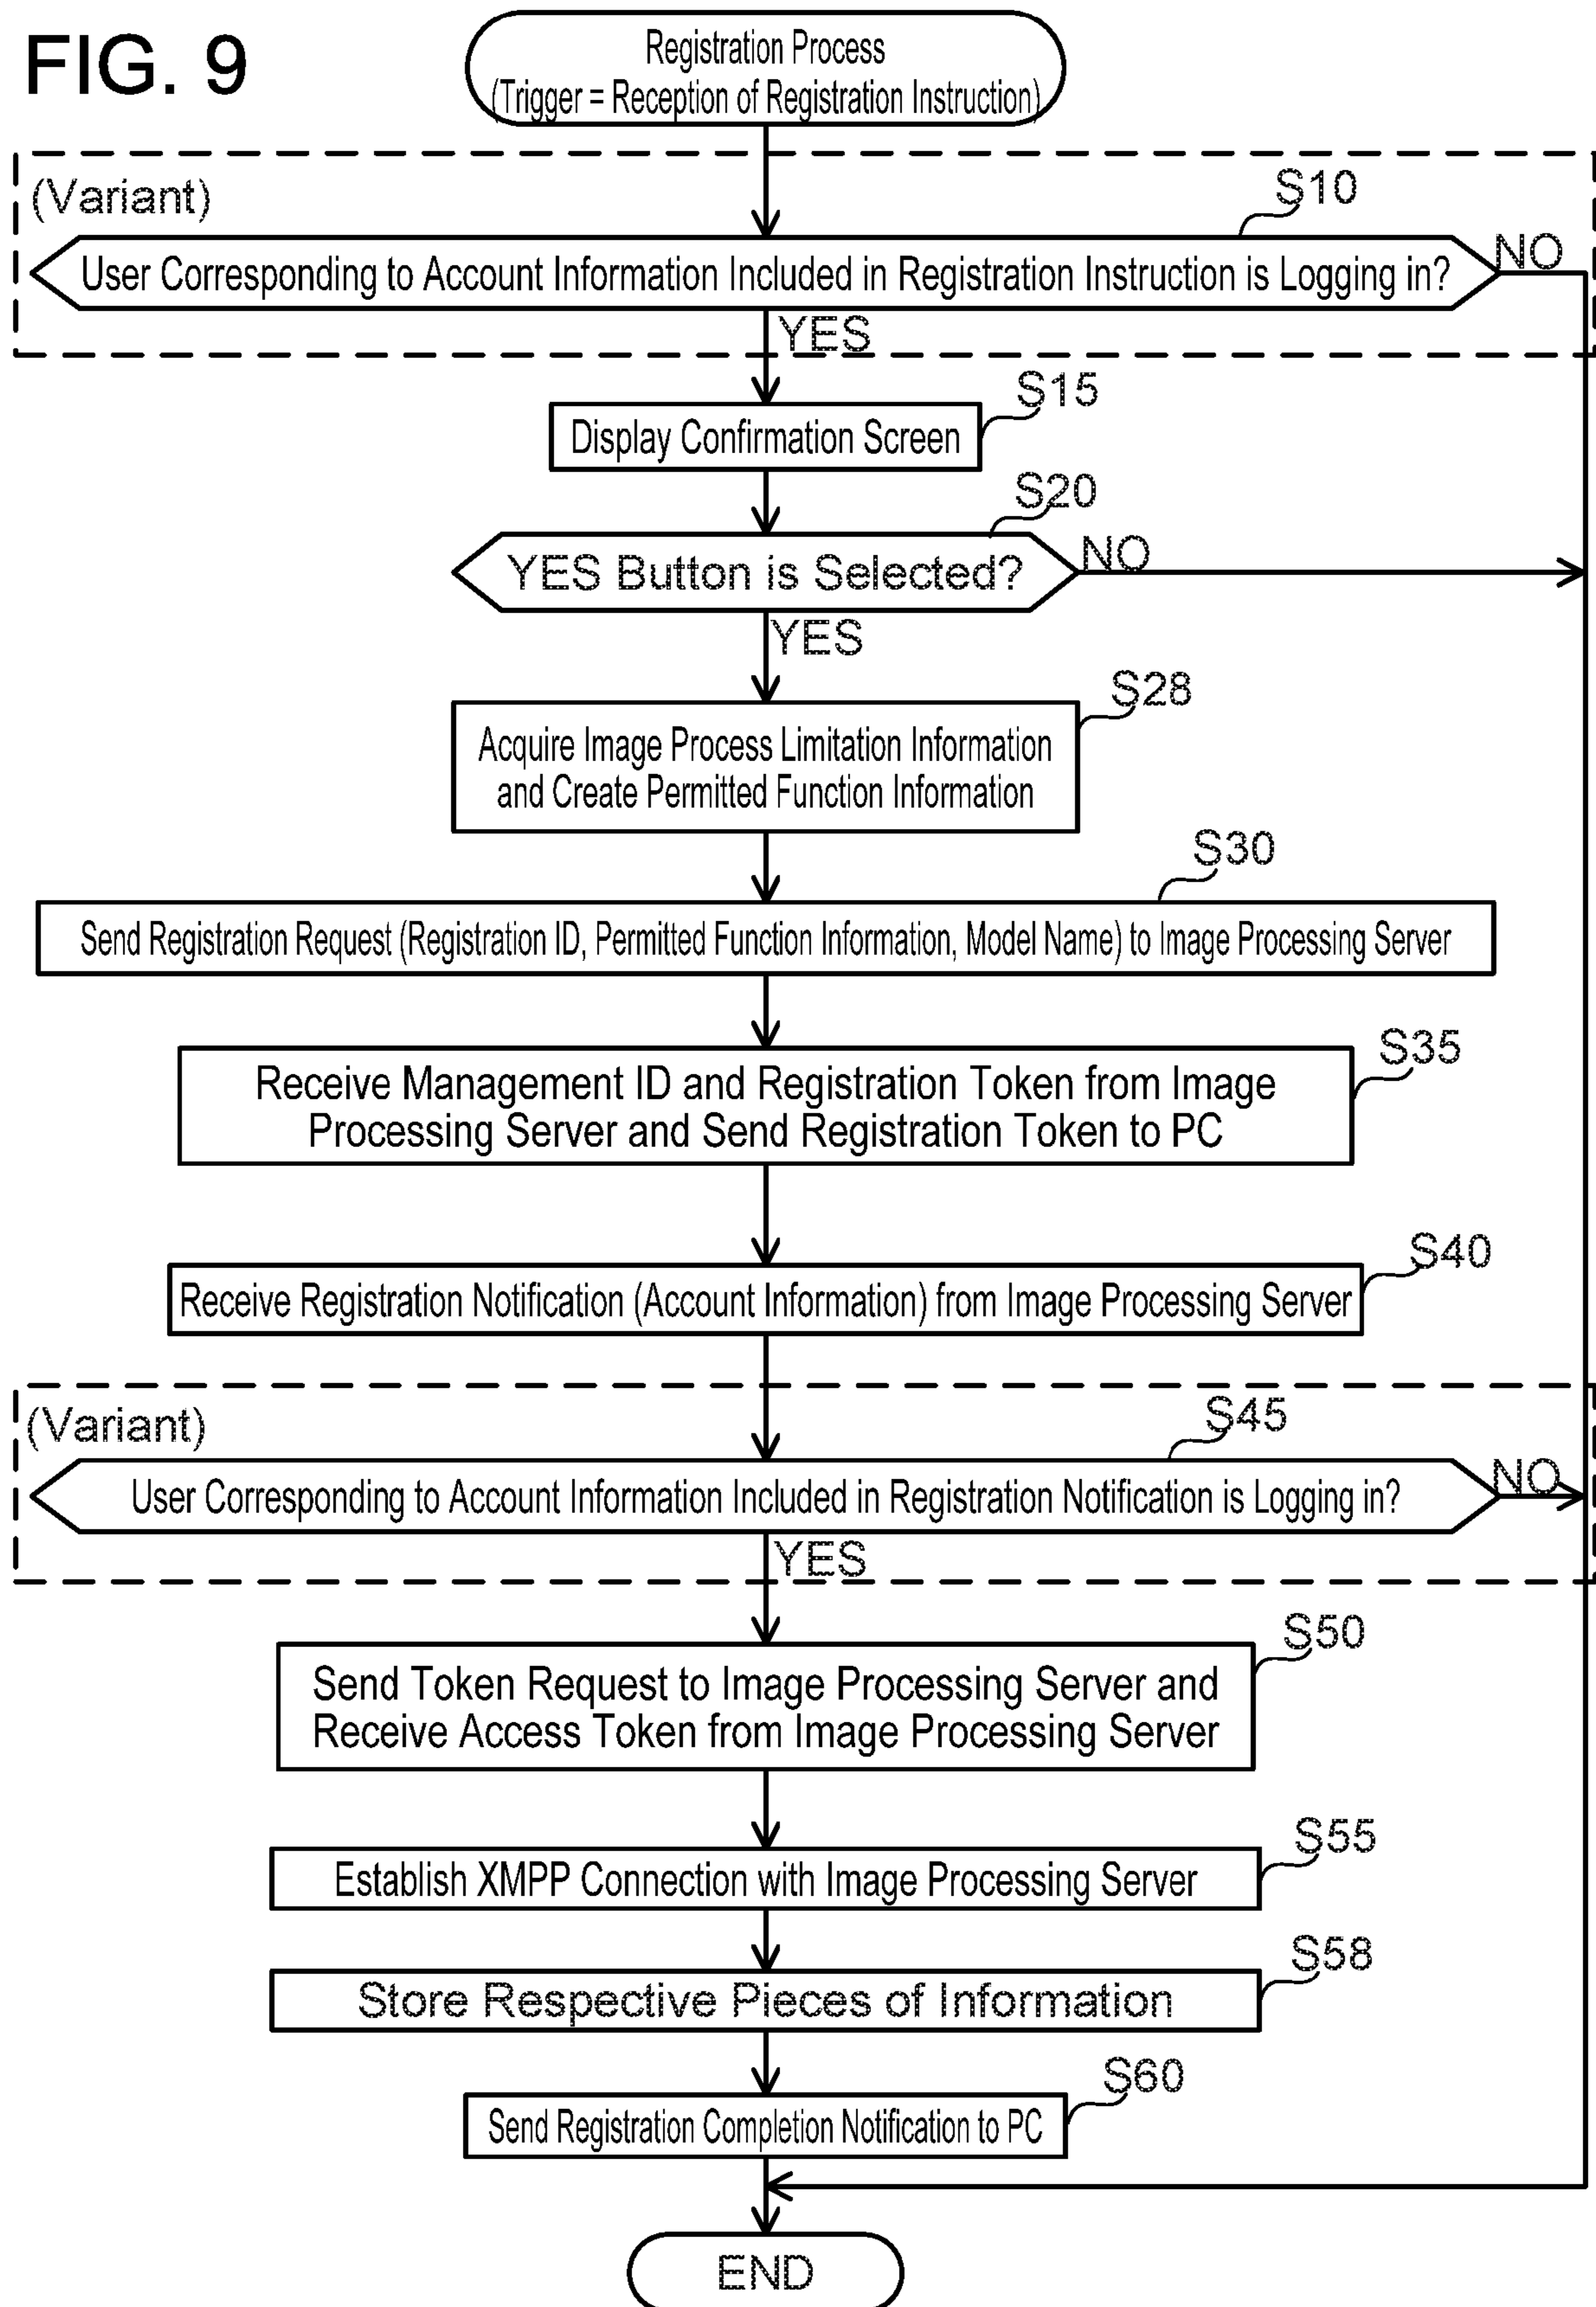 FIG. 9
Registration Process
(Trigger = Reception of Registration Instruction)
(Variant)
S10
User Corresponding to Account Information Included in Registration Instruction is Logging in?
NO
YES
S15
Display Confirmation Screen
S20
YES Button is Selected?
NO
YES
S28
Acquire Image Process Limitation Information
and Create Permitted Function Information
S30
Send Registration Request (Registration ID, Permitted Function Information, Model Name) to Image Processing Server
S35
Receive Management ID and Registration Token from Image
Processing Server and Send Registration Token to PC
S40
Receive Registration Notification (Account Information) from Image Processing Server
(Variant)
S45
User Corresponding to Account Information Included in Registration Notification is Logging in?
NO
YES
S50
Send Token Request to Image Processing Server and
Receive Access Token from Image Processing Server
S55
Establish XMPP Connection with Image Processing Server
S58
Store Respective Pieces of Information
S60
Send Registration Completion Notification to PC
END